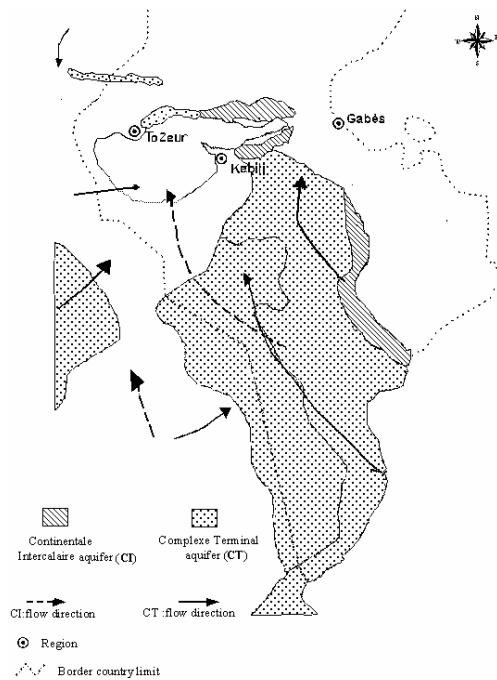 Gabès
Tozeur
Kebili
Continentale
Intercalaire aquifer (CI)
Complexe Terminal
aquifer (CT)
CI:flow direction
CT :flow direction
Region
Border country limit